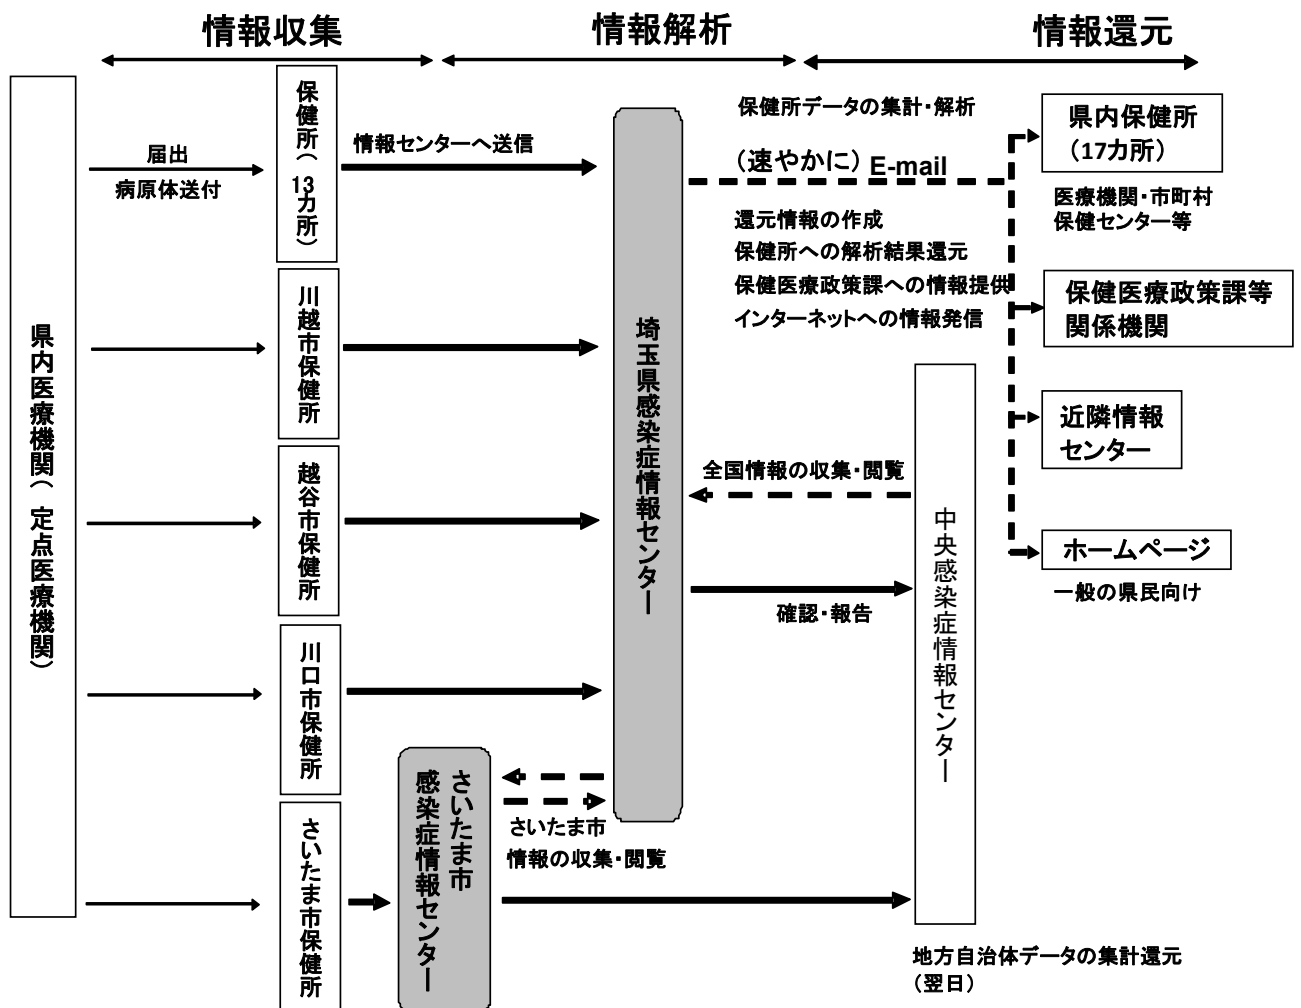 情報収集
情報解析
情報還元
県内医療機関(定点医療機関)
届出
病原体送付
保健所(13カ所)
情報センターへ送信
川越市保健所
越谷市保健所
川口市保健所
さいたま市保健所
さいたま市
感染症情報センター
埼玉県感染症情報センター
さいたま市
情報の収集・閲覧
保健所データの集計・解析
(速やかに) E-mail
還元情報の作成
保健所への解析結果還元
保健医療政策課への情報提供
インターネットへの情報発信
全国情報の収集・閲覧
確認・報告
中央感染症情報センター
地方自治体データの集計還元
(翌日)
県内保健所
(17カ所)
医療機関・市町村
保健センター等
保健医療政策課等
関係機関
近隣情報
センター
ホームページ
一般の県民向け